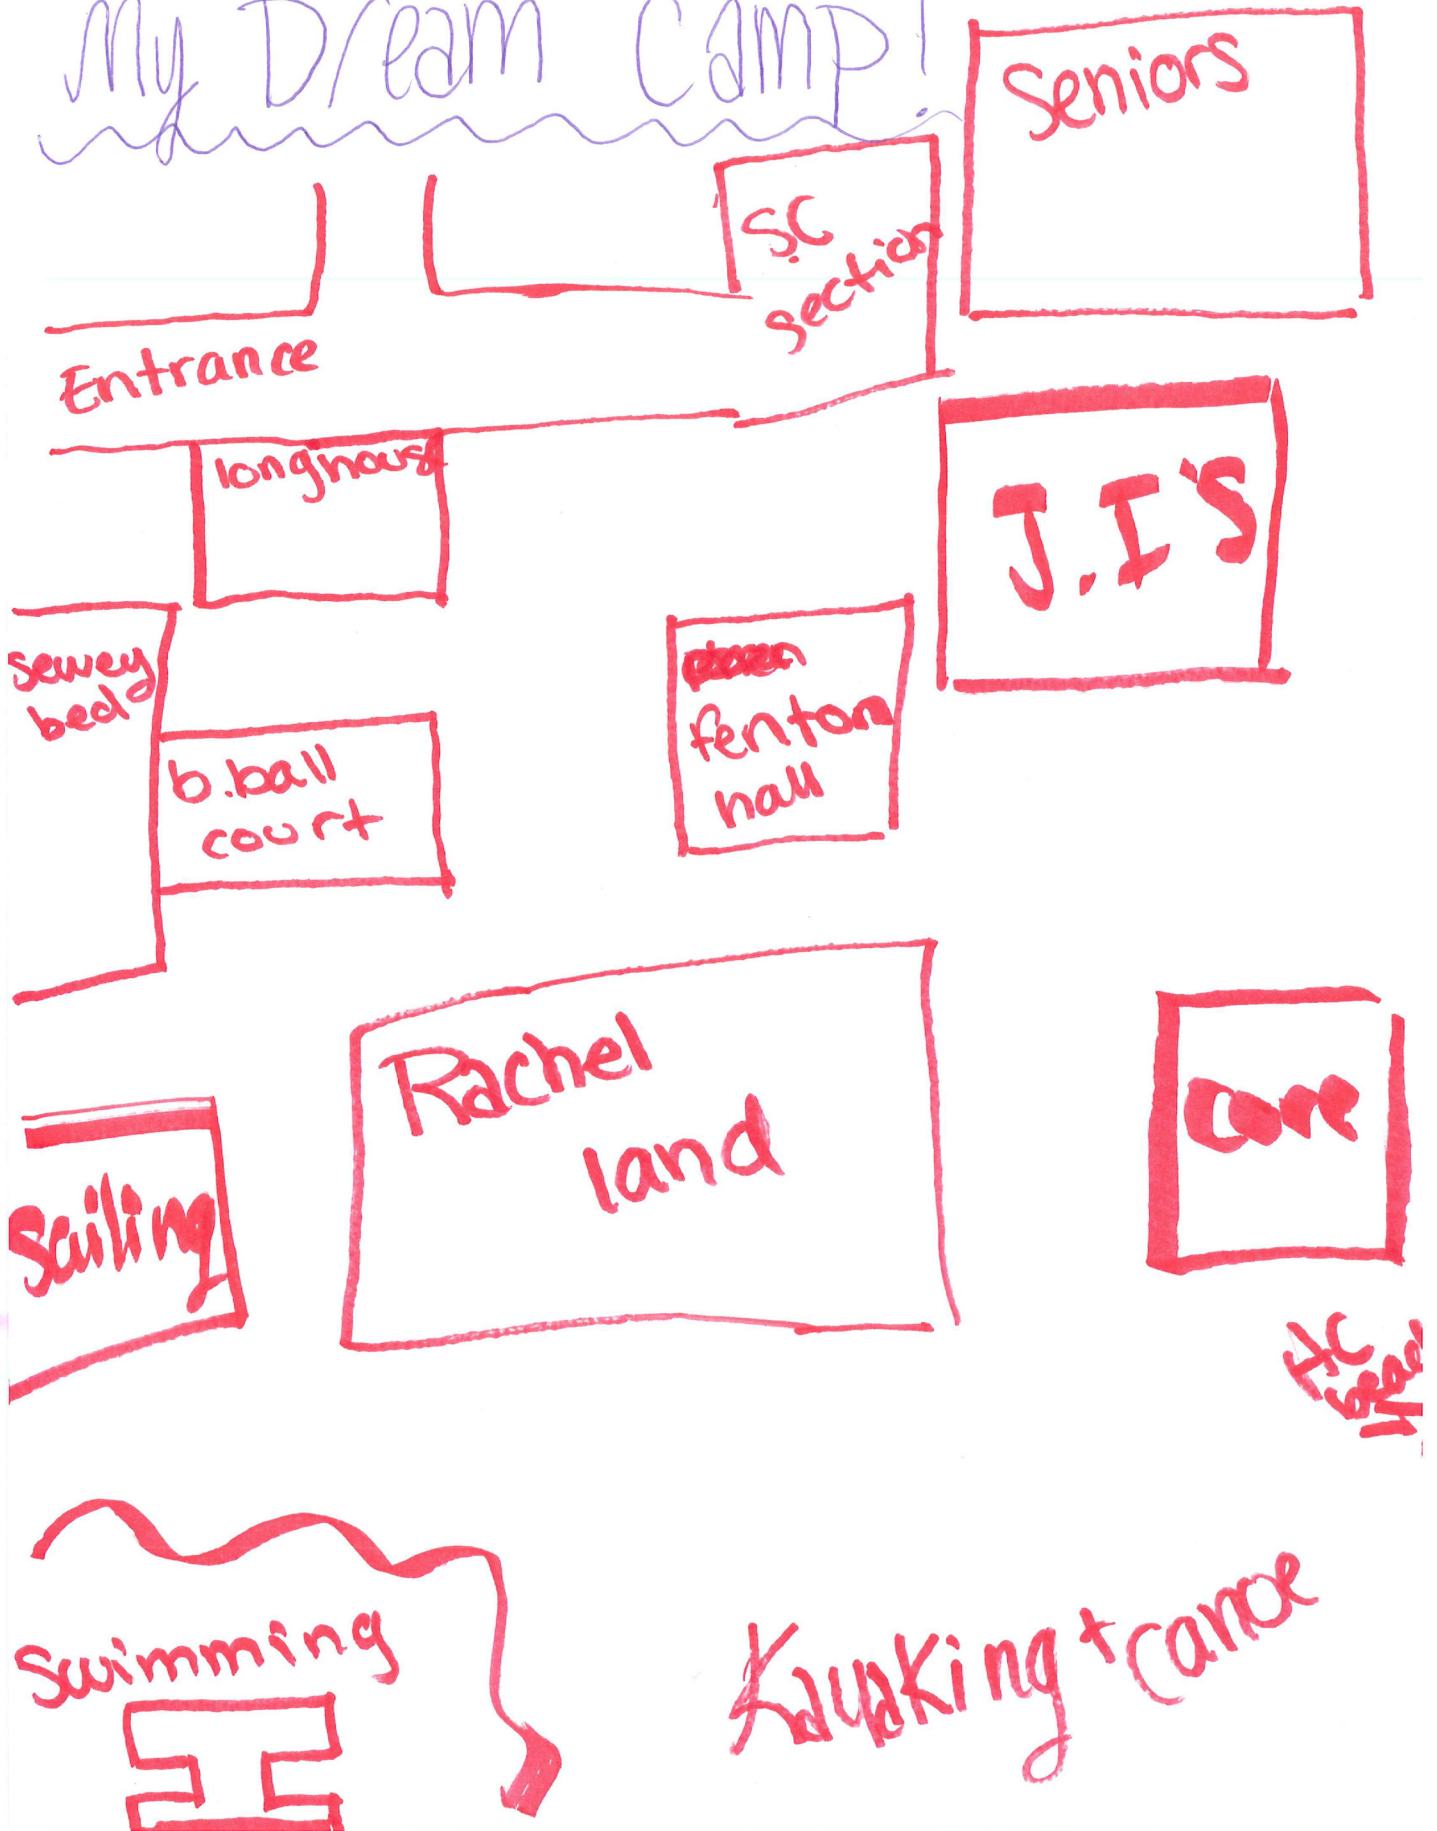 My Dream Camp!
Seniors
S.C
section
Entrance
longhouse
J.I'S
sewey
bed
fenton
hall
b.ball
court
Rachel
land
core
Sailing
AC
Swimming
Kayaking + canoe